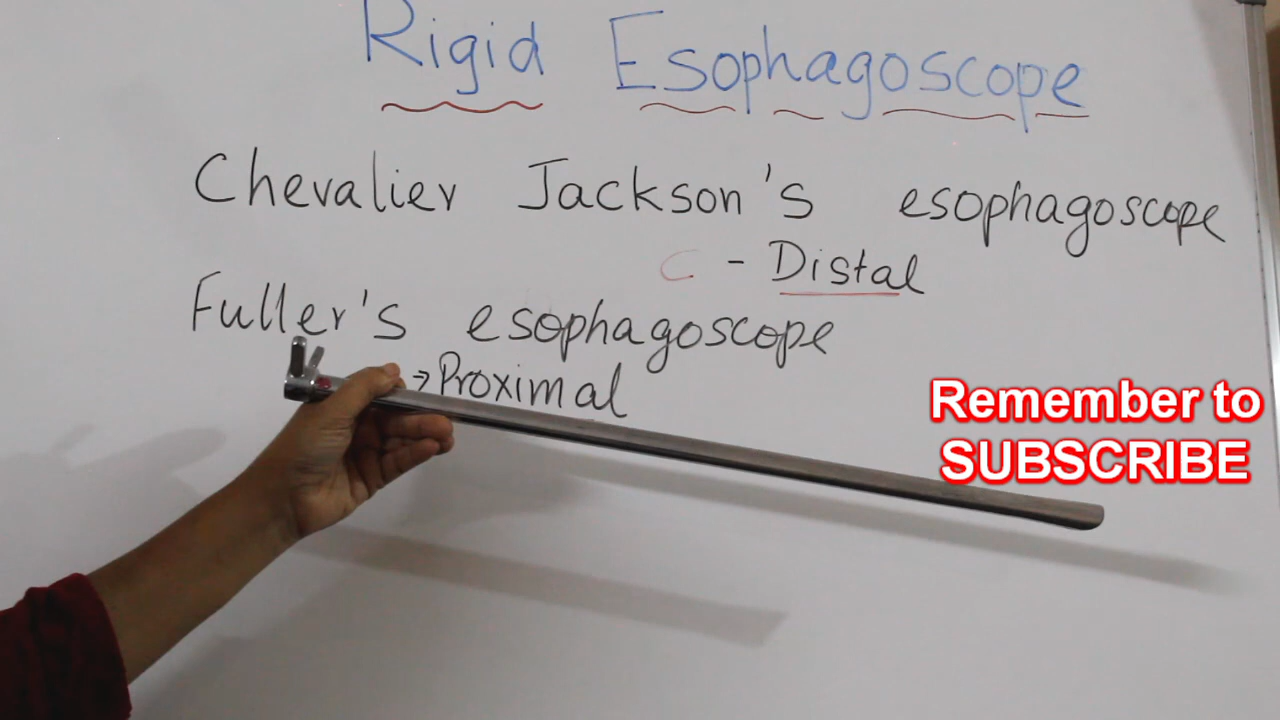 Rigid Esophagoscope
Chevalier Jackson's esophagoscope
C - Distal
Fuller's esophagoscope
→Proximal
Remember to
SUBSCRIBE